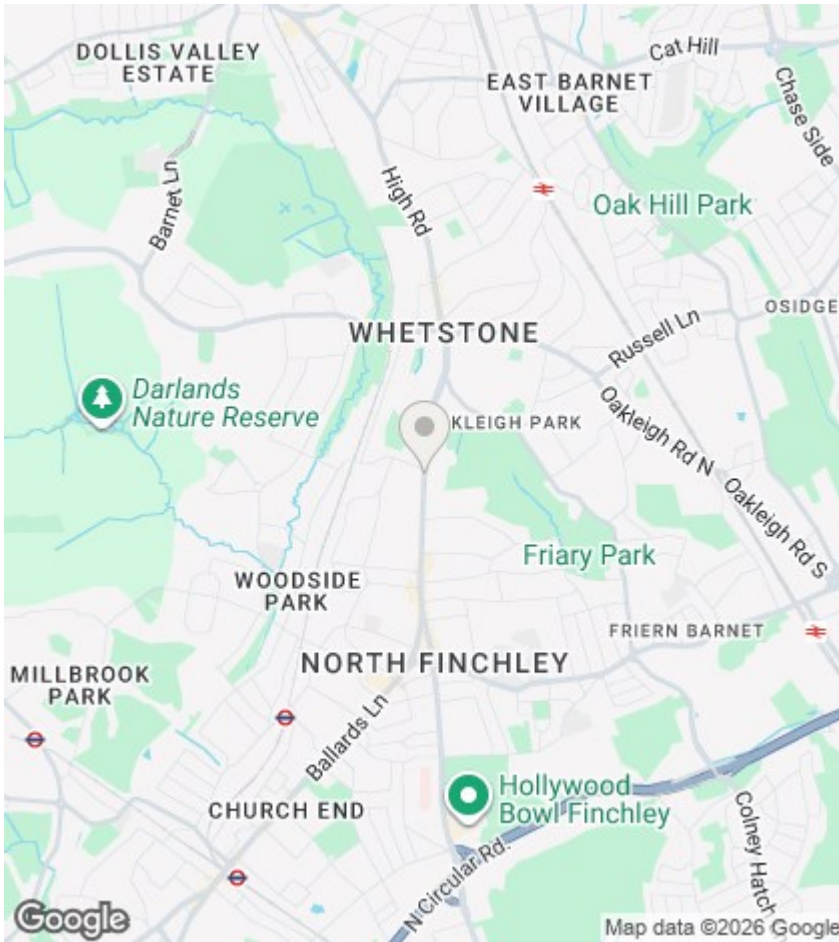 DOLLIS VALLEY
ESTATE
Cat Hill
EAST BARNET
VILLAGE
Chase Side
Barnet Ln
High Rd
Oak Hill Park
OSIDGE
WHETSTONE
Russell Ln
Darlands
Nature Reserve
KLEIGH PARK
Oakleigh Rd N
Oakleigh Rd S
Friary Park
WOODSIDE
PARK
FRIERN BARNET
NORTH FINCHLEY
MILLBROOK
PARK
Ballards Ln
Hollywood
Bowl Finchley
CHURCH END
Colney Hatch
N Circular Rd.
Google
Map data ©2026 Google